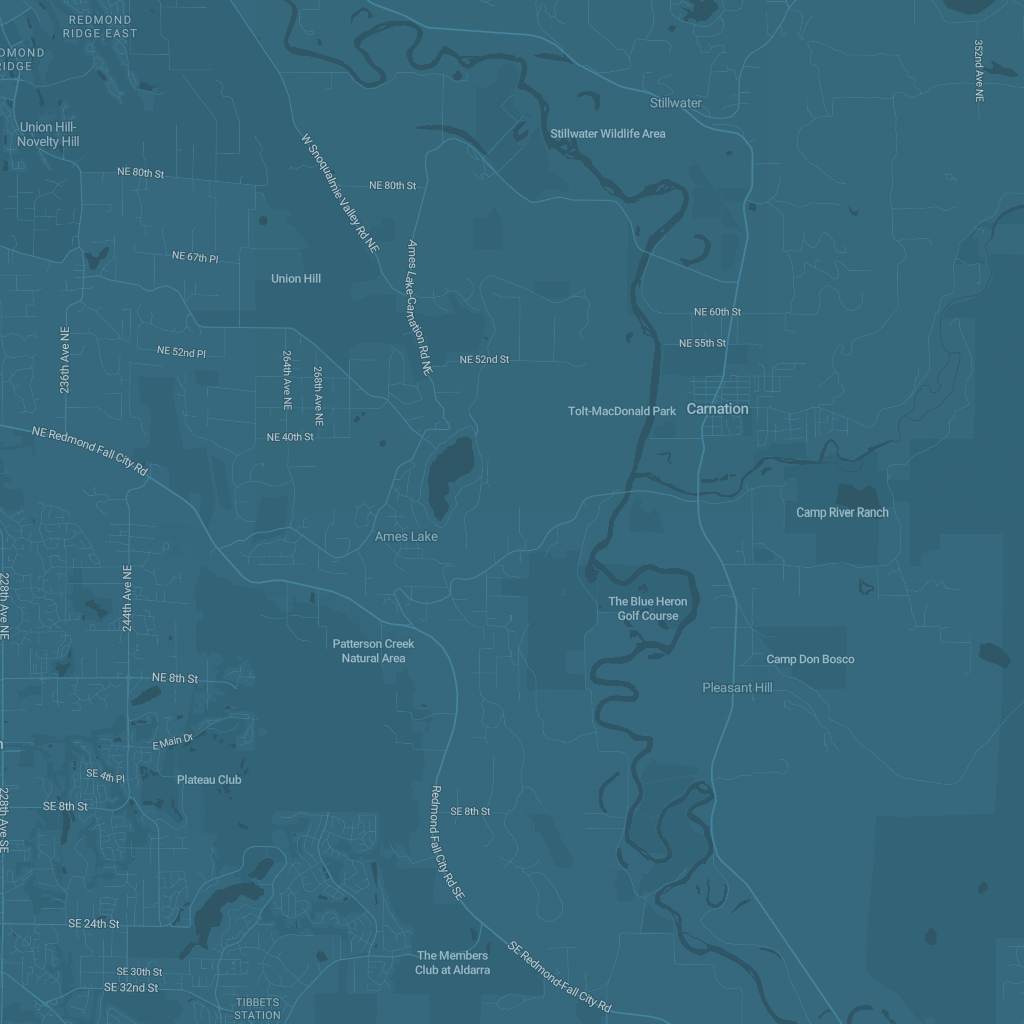 REDMOND
RIDGE EAST
352nd Ave NE
Stillwater
Union Hill-
Novelty Hill
Stillwater Wildlife Area
W Snoqualmie Valley Rd NE
NE 80th St
NE 80th St
NE 67th Pl
Union Hill
Ames Lake-Carnation Rd NE
NE 60th St
236th Ave NE
NE 52nd Pl
264th Ave NE
268th Ave NE
NE 52nd St
NE 55th St
Tolt-MacDonald Park
Carnation
NE Redmond Fall City Rd
NE 40th St
Camp River Ranch
Ames Lake
228th Ave NE
244th Ave NE
The Blue Heron
Golf Course
Patterson Creek
Natural Area
Camp Don Bosco
NE 8th St
Pleasant Hill
E Main Dr
SE 4th Pl
Plateau Club
SE 8th St
228th Ave SE
Redmond Fall City Rd SE
SE 8th St
SE 24th St
The Members
Club at Aldarra
SE Redmond-Fall City Rd
SE 30th St
SE 32nd St
TIBBETS
STATION